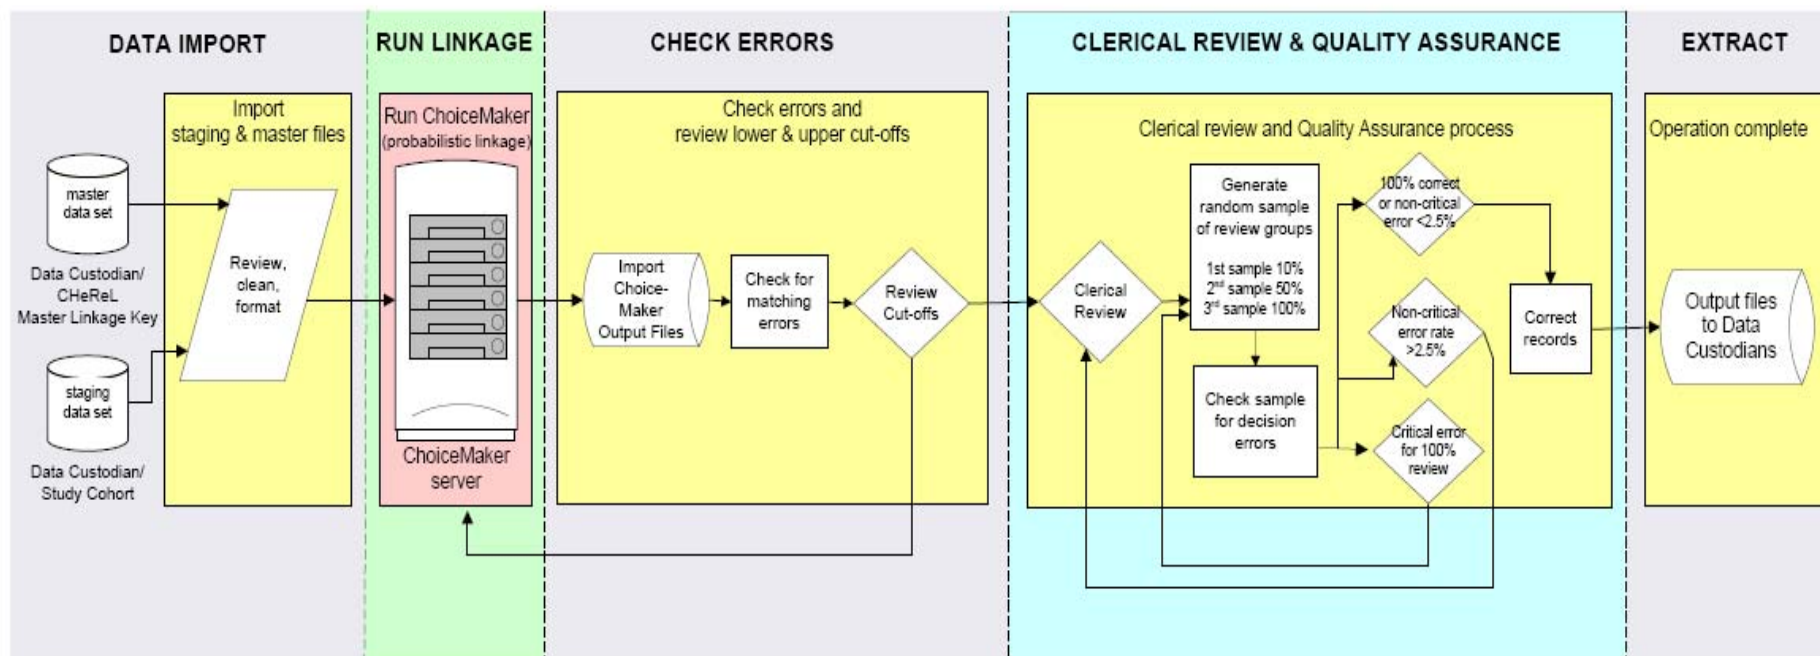 DATA IMPORT
RUN LINKAGE
CHECK ERRORS
CLERICAL REVIEW & QUALITY ASSURANCE
EXTRACT
Import
staging & master files
master
data set
Data Custodian/
CHeReL
Master Linkage Key
staging
data set
Data Custodian/
Study Cohort
Review,
clean,
format
Run ChoiceMaker
(probabilistic linkage)
ChoiceMaker
server
Check errors and
review lower & upper cut-offs
Import
Choice-
Maker
Output Files
Check for
matching
errors
Review
Cut-offs
Clerical review and Quality Assurance process
Clerical
Review
Generate
random sample
of review groups
1st sample 10%
2nd sample 50%
3rd sample 100%
Check sample
for decision
errors
100% correct
or non-critical
error <2.5%
Non-critical
error rate
>2.5%
Critical error
for 100%
review
Correct
records
Operation complete
Output files
to Data
Custodians